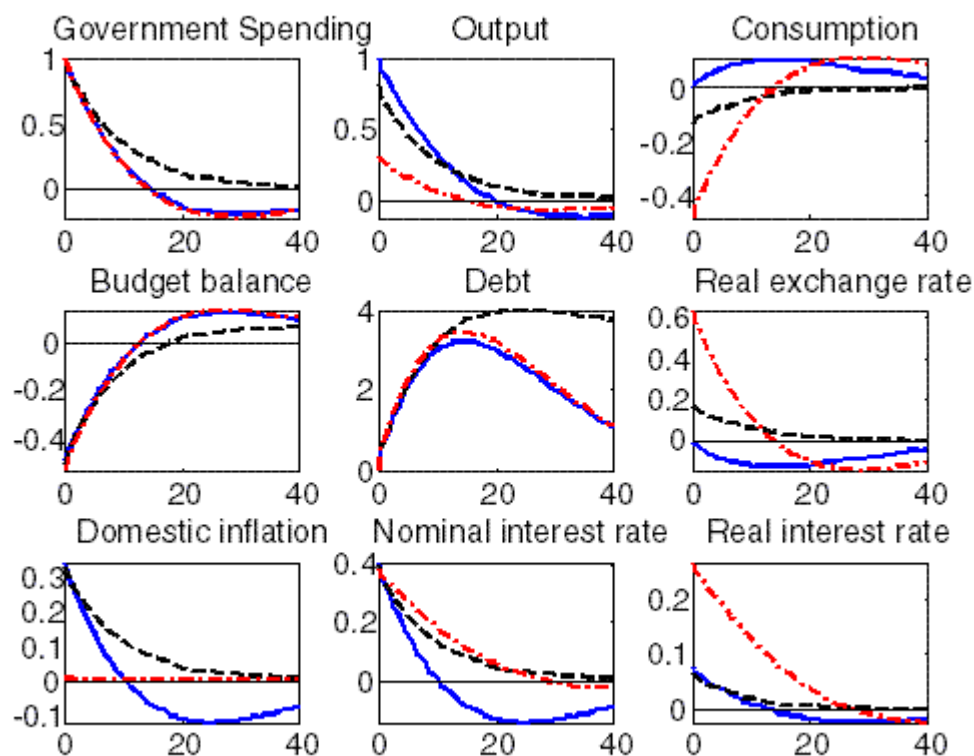 Government Spending Output Consumption
1 1
0
0.5 0.5
-0.2
0 0
-0.4
0 20 40 0 20 40 0 20 40
Budget balance Debt Real exchange rate
4 0.6
0
0.4
-0.2 2 0.2
-0.4 0
0
0 20 40 0 20 40 0 20 40
Domestic inflation Nominal interest rate Real interest rate
0.4
0.3
0.2 0.2 0.2
0.1 0.1
0 0
-0.1 0
0 20 40 0 20 40 0 20 40